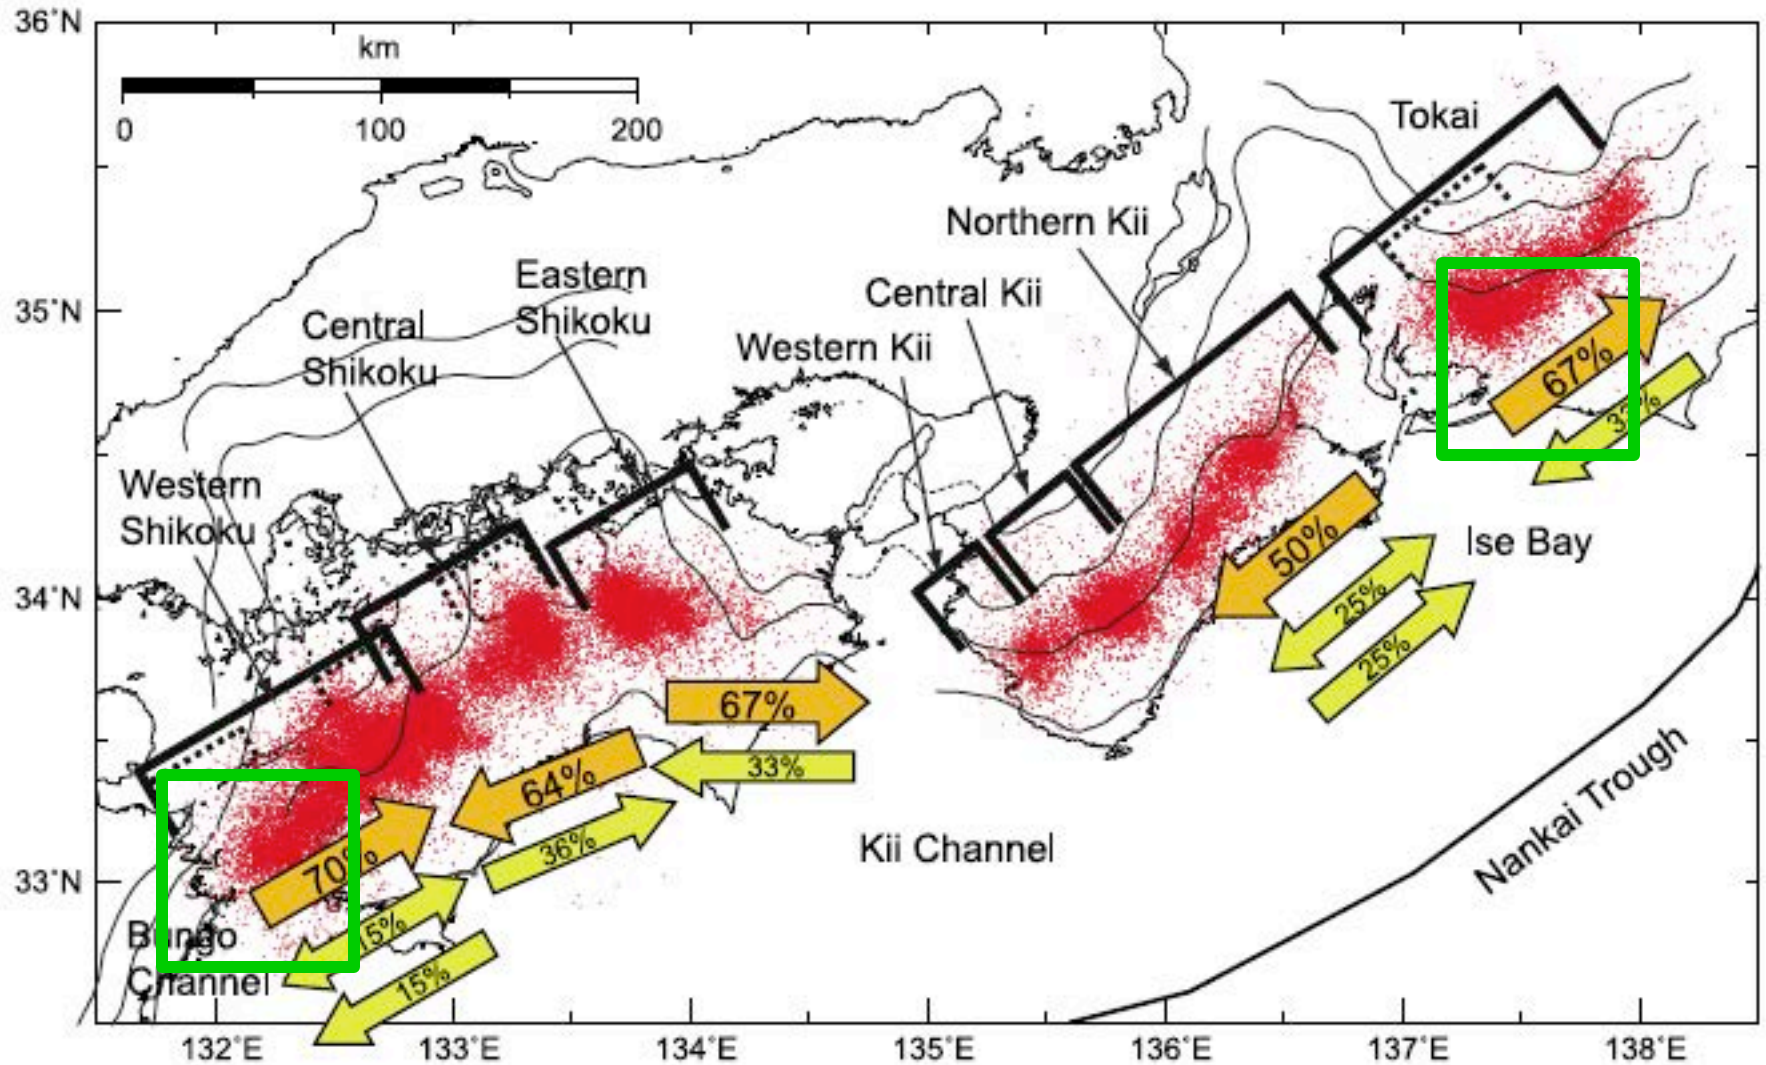 36°N
km
0 100 200
Tokai
Northern Kii
Central Kii
Western Kii
Eastern
Shikoku
Central
Shikoku
35°N
67%
33%
Western
Shikoku
50%
Ise Bay
25%
25%
34°N
67%
33%
64%
36%
Kii Channel
Nankai Trough
33°N
70%
15%
15%
Bungo
Channel
132°E 133°E 134°E 135°E 136°E 137°E 138°E